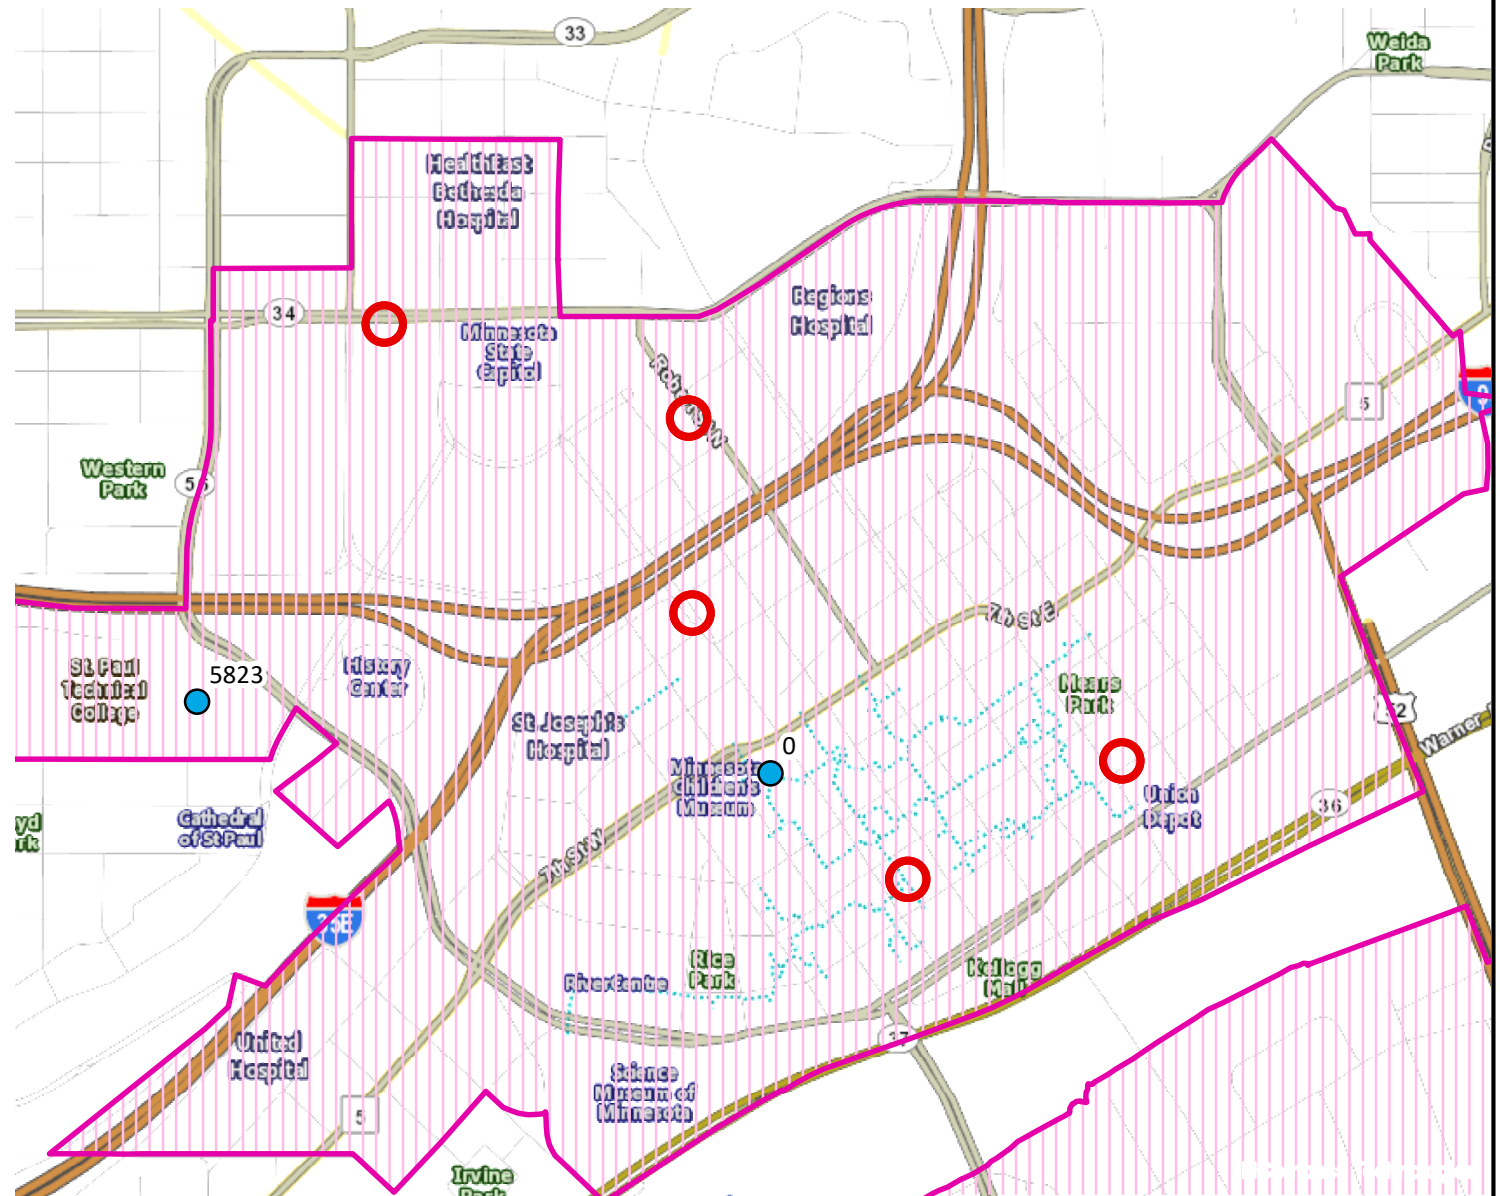 33
Weida
Park
HealthEast
Bethesda
Hospital
34
Minnesota
State
Capitol
Regions
Hospital
5
Western
Park
7th St E
St. Paul
Technical
College
5823
History
Center
Mears
Park
St. Joseph's
Hospital
52
Warner
0
Minnesota
Children's
Museum
Union
Depot
36
Cathedral
of St Paul
yd
rk
7th St W
35E
Rice
Park
RiverCentre
Kellogg
Mall
37
United
Hospital
Science
Museum of
Minnesota
5
Irvine
Park